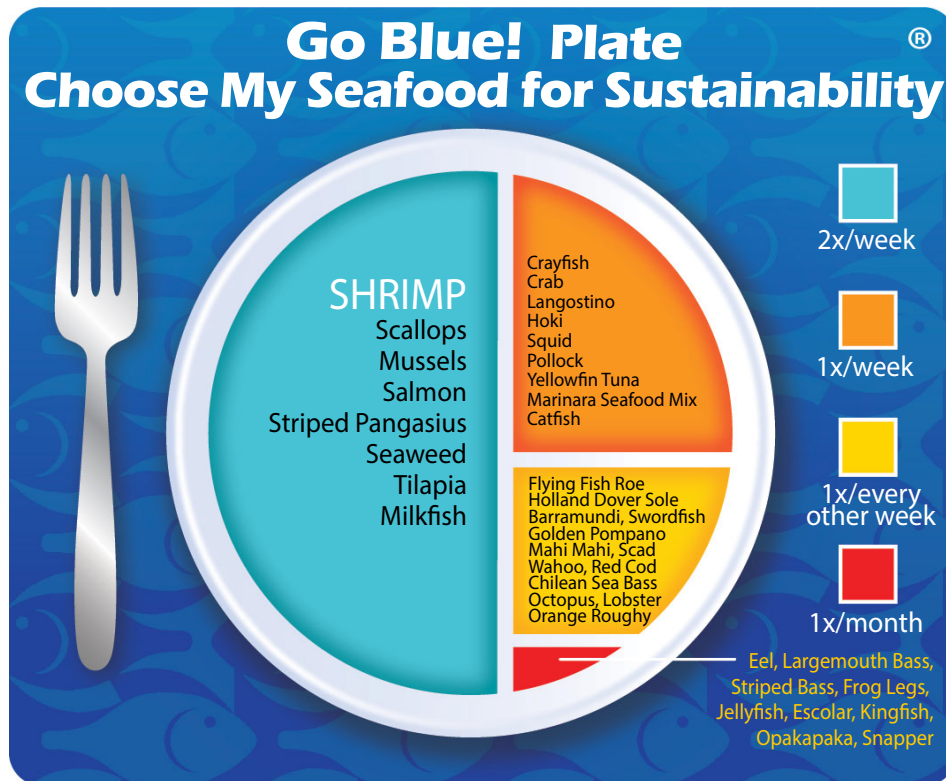 Go Blue! Plate ®
Choose My Seafood for Sustainability
SHRIMP
Scallops
Mussels
Salmon
Striped Pangasius
Seaweed
Tilapia
Milkfish
Crayfish
Crab
Langostino
Hoki
Squid
Pollock
Yellowfin Tuna
Marinara Seafood Mix
Catfish
Flying Fish Roe
Holland Dover Sole
Barramundi, Swordfish
Golden Pompano
Mahi Mahi, Scad
Wahoo, Red Cod
Chilean Sea Bass
Octopus, Lobster
Orange Roughy
2x/week
1x/week
1x/every
other week
1x/month
Eel, Largemouth Bass,
Striped Bass, Frog Legs,
Jellyfish, Escolar, Kingfish,
Opakapaka, Snapper